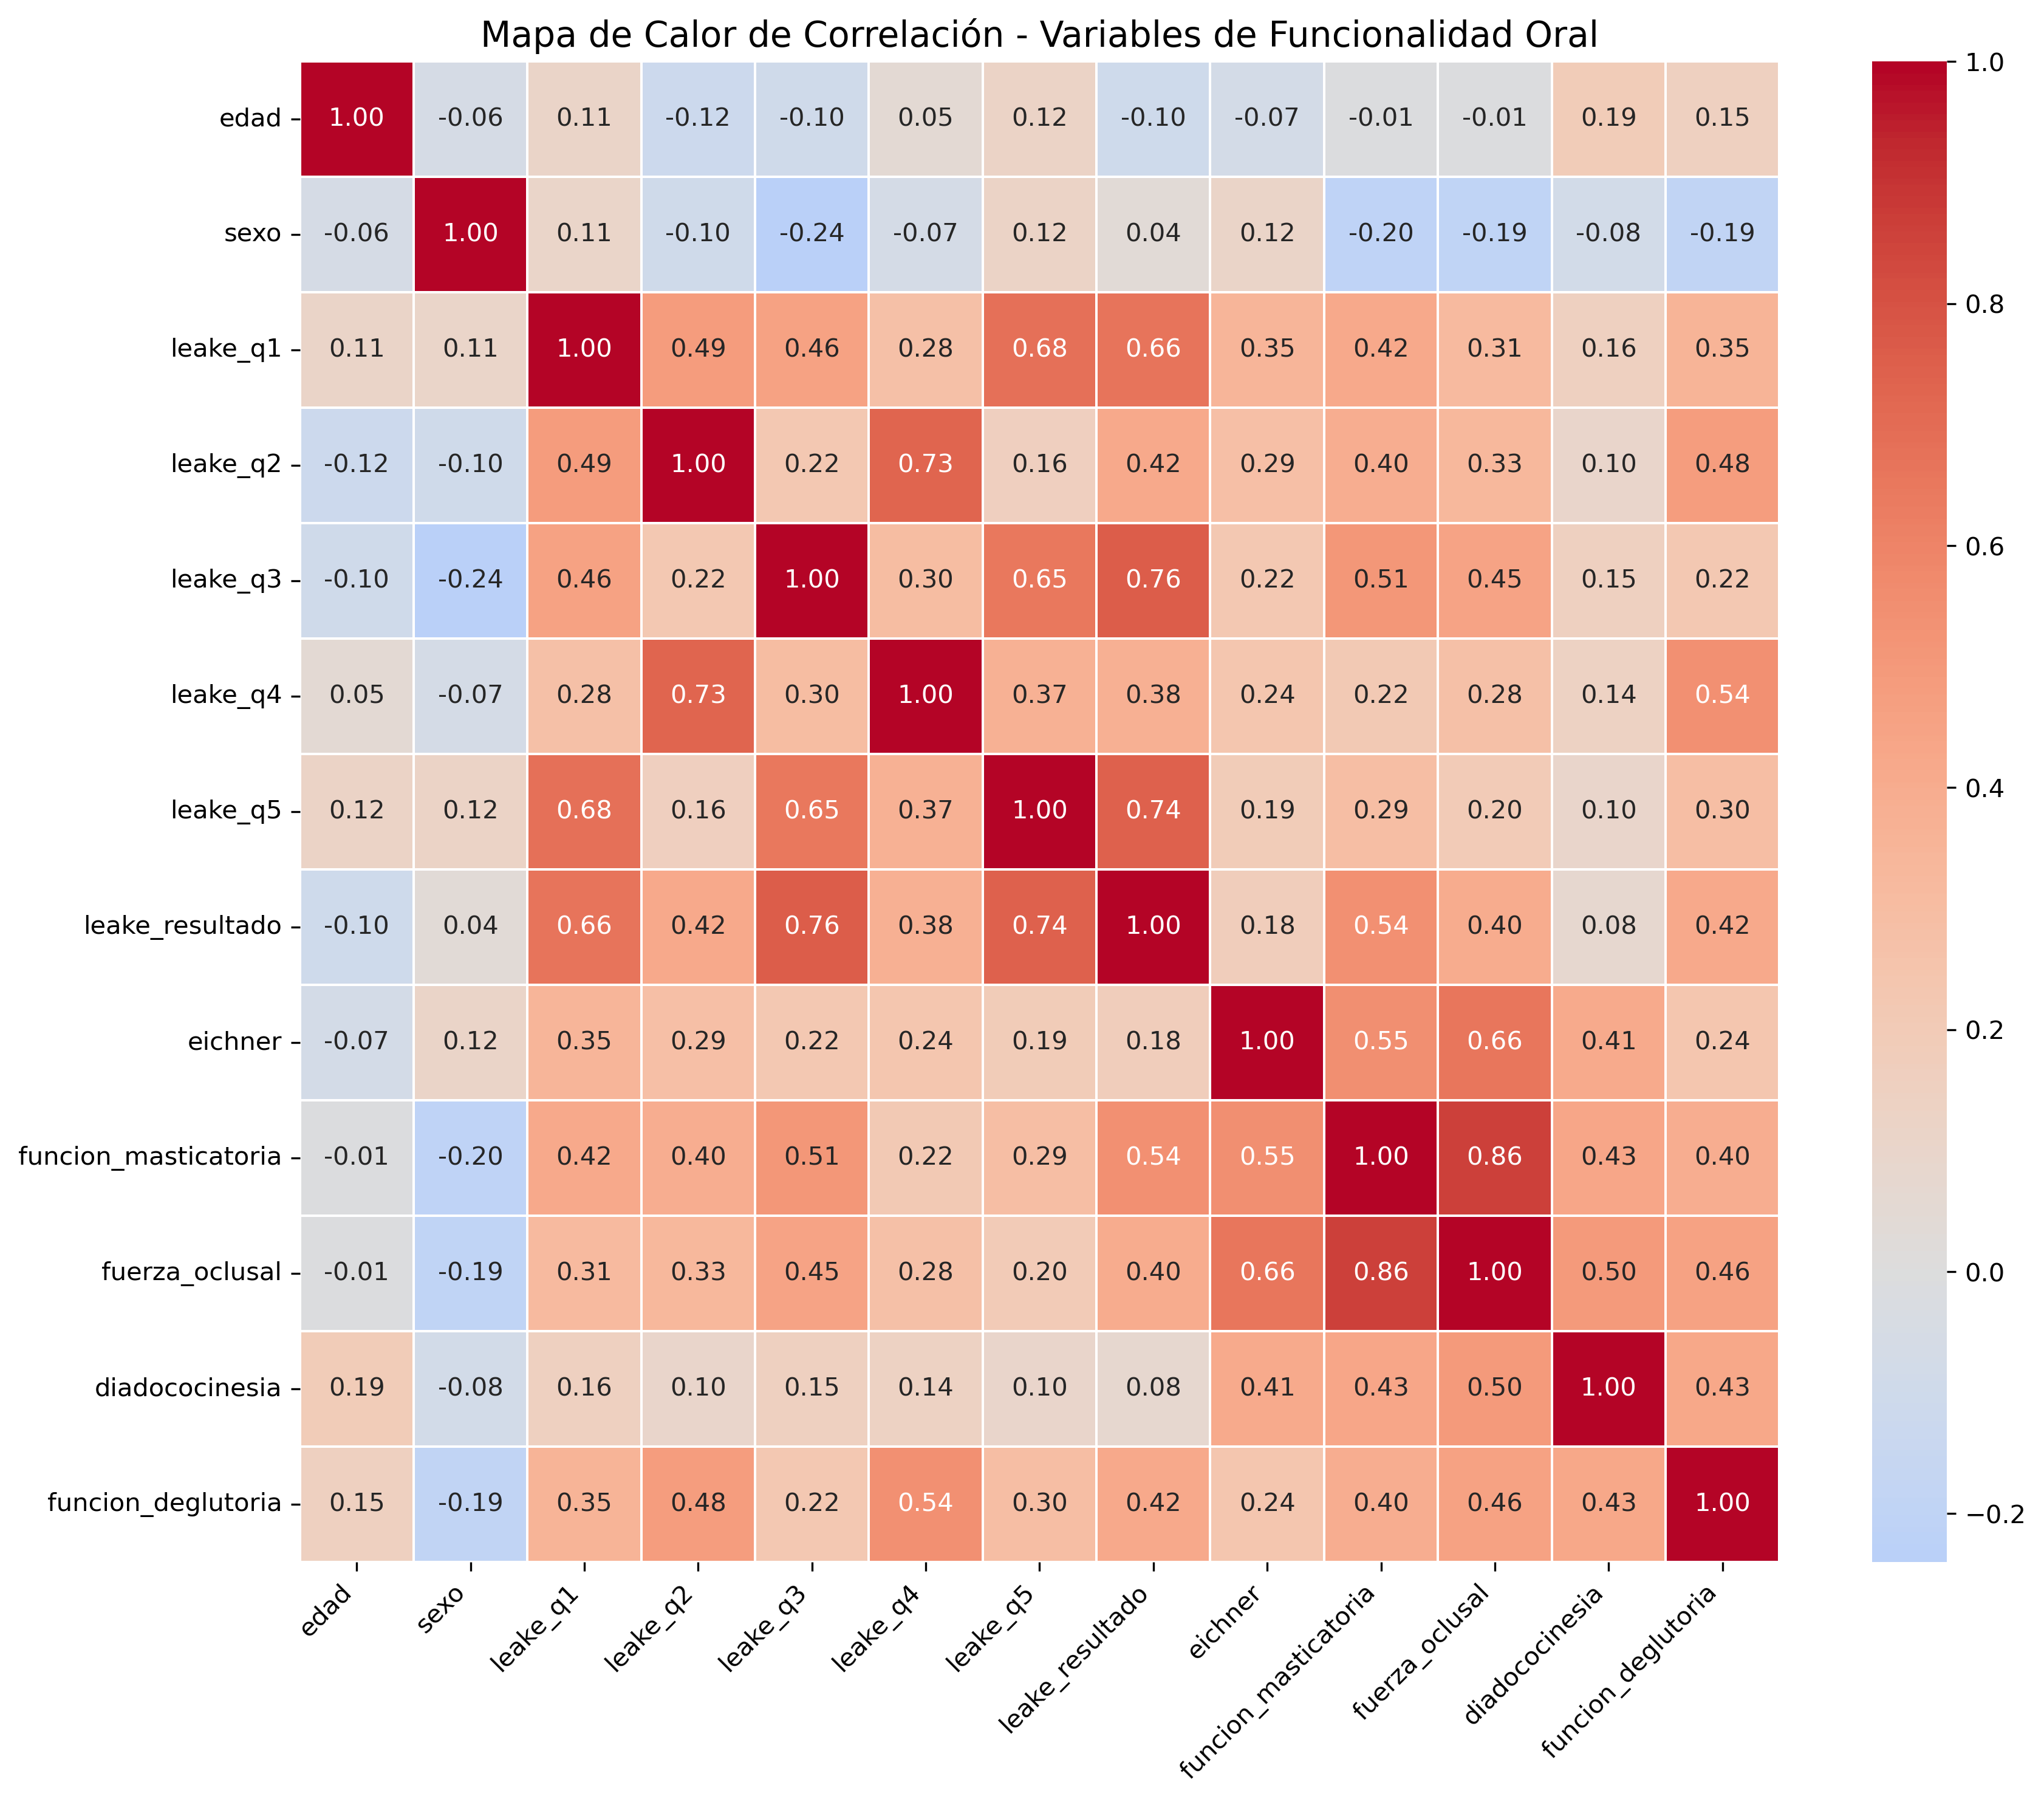 Mapa de Calor de Correlación - Variables de Funcionalidad Oral
edad 1.00 -0.06 0.11 -0.12 -0.10 0.05 0.12 -0.10 -0.07 -0.01 -0.01 0.19 0.15
sexo -0.06 1.00 0.11 -0.10 -0.24 -0.07 0.12 0.04 0.12 -0.20 -0.19 -0.08 -0.19
leake_q1 0.11 0.11 1.00 0.49 0.46 0.28 0.68 0.66 0.35 0.42 0.31 0.16 0.35
leake_q2 -0.12 -0.10 0.49 1.00 0.22 0.73 0.16 0.42 0.29 0.40 0.33 0.10 0.48
leake_q3 -0.10 -0.24 0.46 0.22 1.00 0.30 0.65 0.76 0.22 0.51 0.45 0.15 0.22
leake_q4 0.05 -0.07 0.28 0.73 0.30 1.00 0.37 0.38 0.24 0.22 0.28 0.14 0.54
leake_q5 0.12 0.12 0.68 0.16 0.65 0.37 1.00 0.74 0.19 0.29 0.20 0.10 0.30
leake_resultado -0.10 0.04 0.66 0.42 0.76 0.38 0.74 1.00 0.18 0.54 0.40 0.08 0.42
eichner -0.07 0.12 0.35 0.29 0.22 0.24 0.19 0.18 1.00 0.55 0.66 0.41 0.24
funcion_masticatoria -0.01 -0.20 0.42 0.40 0.51 0.22 0.29 0.54 0.55 1.00 0.86 0.43 0.40
fuerza_oclusal -0.01 -0.19 0.31 0.33 0.45 0.28 0.20 0.40 0.66 0.86 1.00 0.50 0.46
diadococinesia 0.19 -0.08 0.16 0.10 0.15 0.14 0.10 0.08 0.41 0.43 0.50 1.00 0.43
funcion_deglutoria 0.15 -0.19 0.35 0.48 0.22 0.54 0.30 0.42 0.24 0.40 0.46 0.43 1.00
edad sexo leake_q1 leake_q2 leake_q3 leake_q4 leake_q5 leake_resultado eichner funcion_masticatoria fuerza_oclusal diadococinesia funcion_deglutoria
1.0
0.8
0.6
0.4
0.2
0.0
−0.2